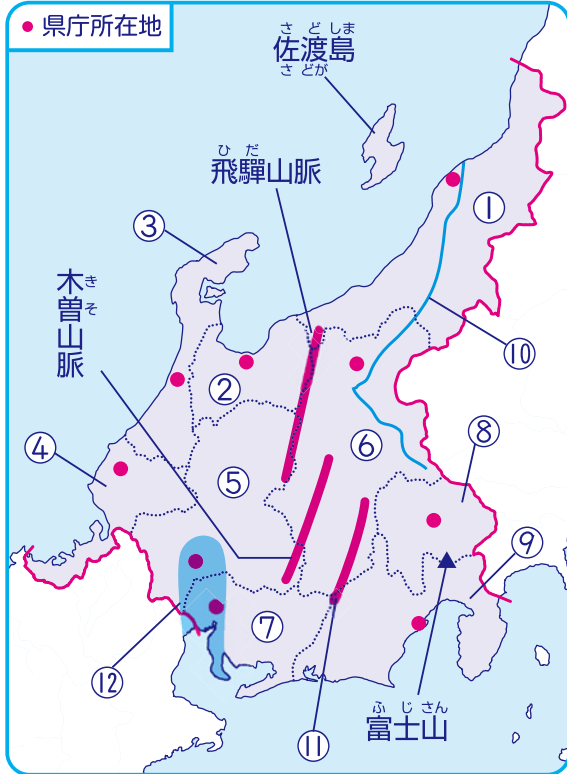 県庁所在地
さ ど しま
佐渡島
さ どが
ひ だ
飛驒山脈
①
③
木曽山脈
き そ
⑩
②
⑥
④
⑧
⑤
⑨
⑦
⑫
ふ じ さん
富士山
⑪